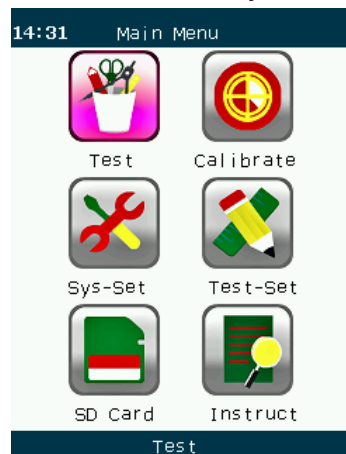 14:31 Main Menu
Test Calibrate
Sys-Set Test-Set
SD Card Instruct
Test